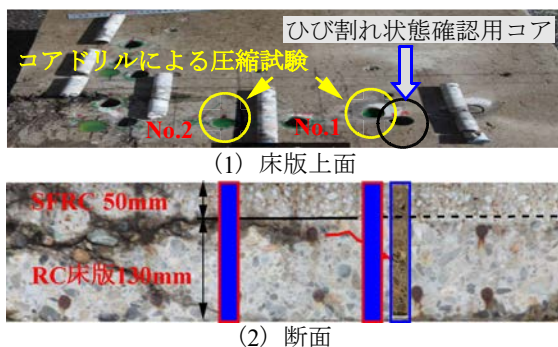 ひび割れ状態確認用コア
コアドリルによる圧縮試験
No.2
No.1
(1) 床版上面
SFRC 50mm
RC床版130mm
(2) 断面